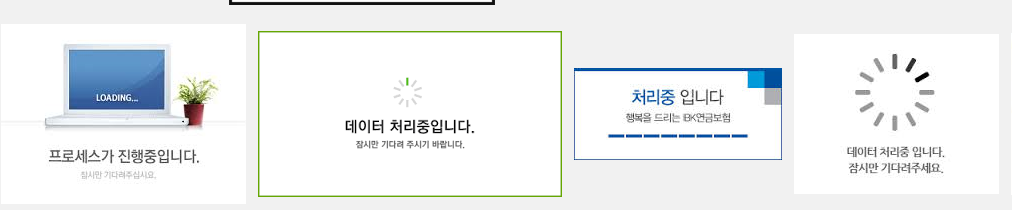 LOADING...
프로세스가 진행중입니다.
잠시만 기다려주십시요.
데이터 처리중입니다.
잠시만 기다려 주시기 바랍니다.
처리중 입니다
행복을 드리는 IBK연금보험
데이터 처리중 입니다.
잠시만 기다려주세요.